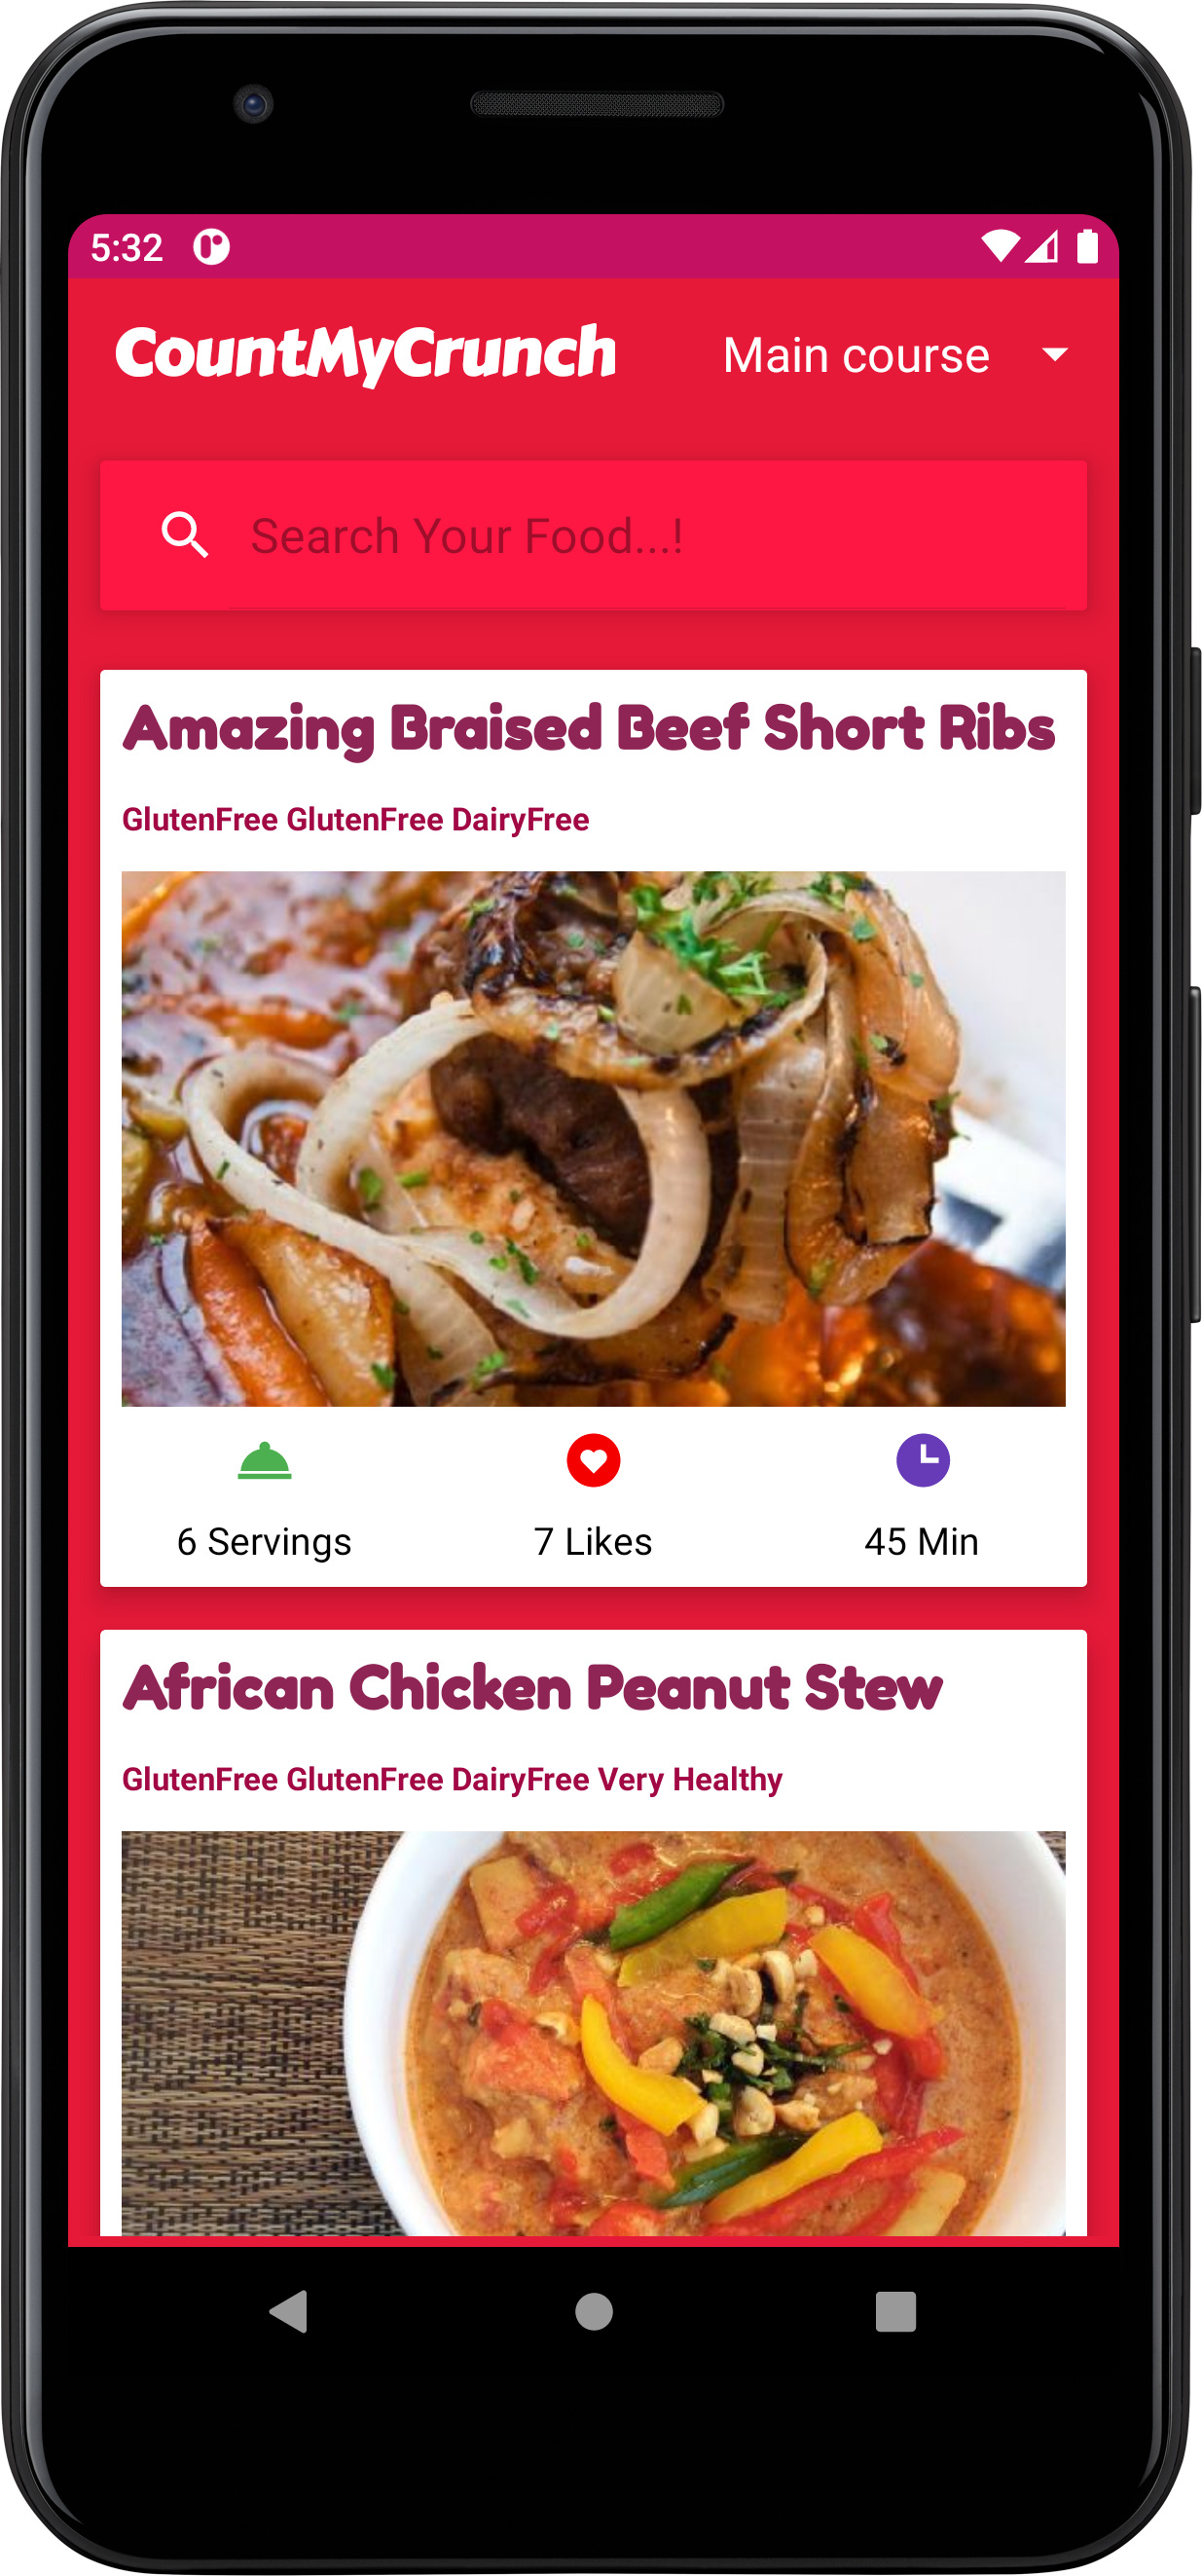 5:32
CountMyCrunch Main course
Search Your Food...!
Amazing Braised Beef Short Ribs
GlutenFree GlutenFree DairyFree
6 Servings 7 Likes 45 Min
African Chicken Peanut Stew
GlutenFree GlutenFree DairyFree Very Healthy